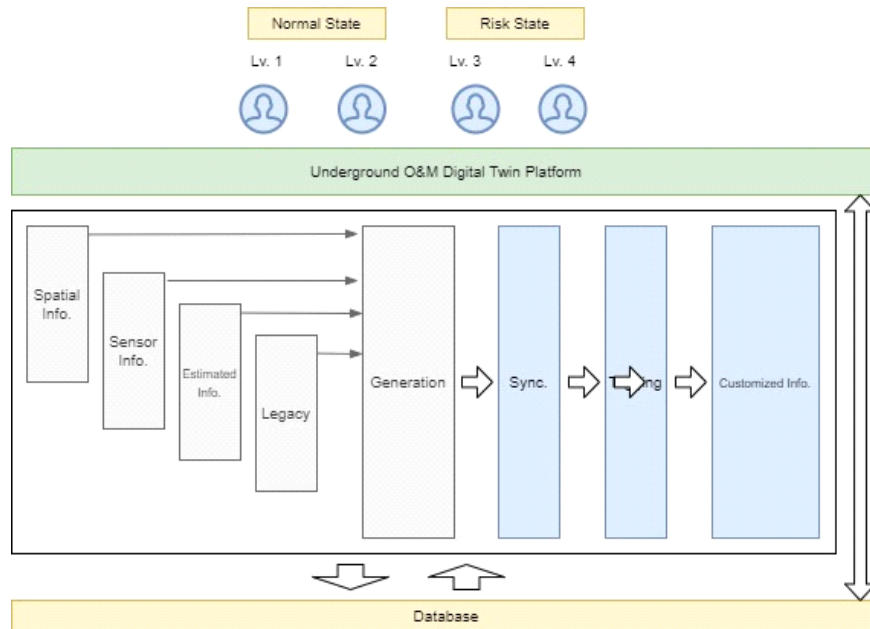 Normal State
Risk State
Lv. 1
Lv. 2
Lv. 3
Lv. 4
Underground O&M Digital Twin Platform
Spatial
Info.
Sensor
Info.
Estimated
Info.
Legacy
Generation
Sync.
Customized Info.
Database